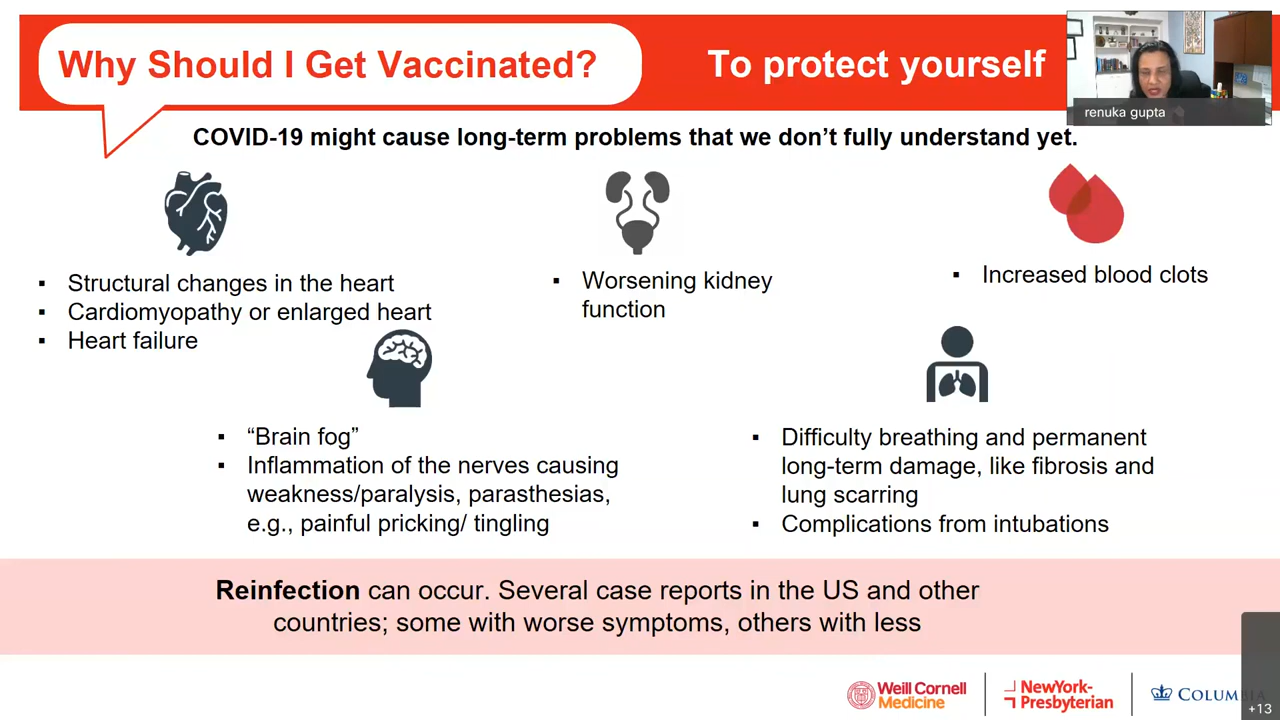 Why Should I Get Vaccinated?
To protect yourself
renuka gupta
COVID-19 might cause long-term problems that we don't fully understand yet.
▪ Structural changes in the heart
▪ Cardiomyopathy or enlarged heart
▪ Heart failure
▪ Worsening kidney
function
▪ Increased blood clots
▪ “Brain fog”
▪ Inflammation of the nerves causing
weakness/paralysis, parasthesias,
e.g., painful pricking/ tingling
▪ Difficulty breathing and permanent
long-term damage, like fibrosis and
lung scarring
▪ Complications from intubations
Reinfection can occur. Several case reports in the US and other
countries; some with worse symptoms, others with less
Weill Cornell
Medicine
NewYork-
Presbyterian
COLUMBIA
+13